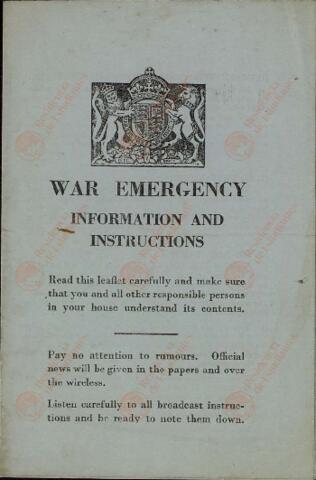 WAR EMERGENCY
INFORMATION AND
INSTRUCTIONS
Read this leaflet carefully and make sure
that you and all other responsible persons
in your house understand its contents.
Pay no attention to rumours. Official
news will be given in the papers and over
the wireless.
Listen carefully to all broadcast instruc-
tions and be ready to note them down.